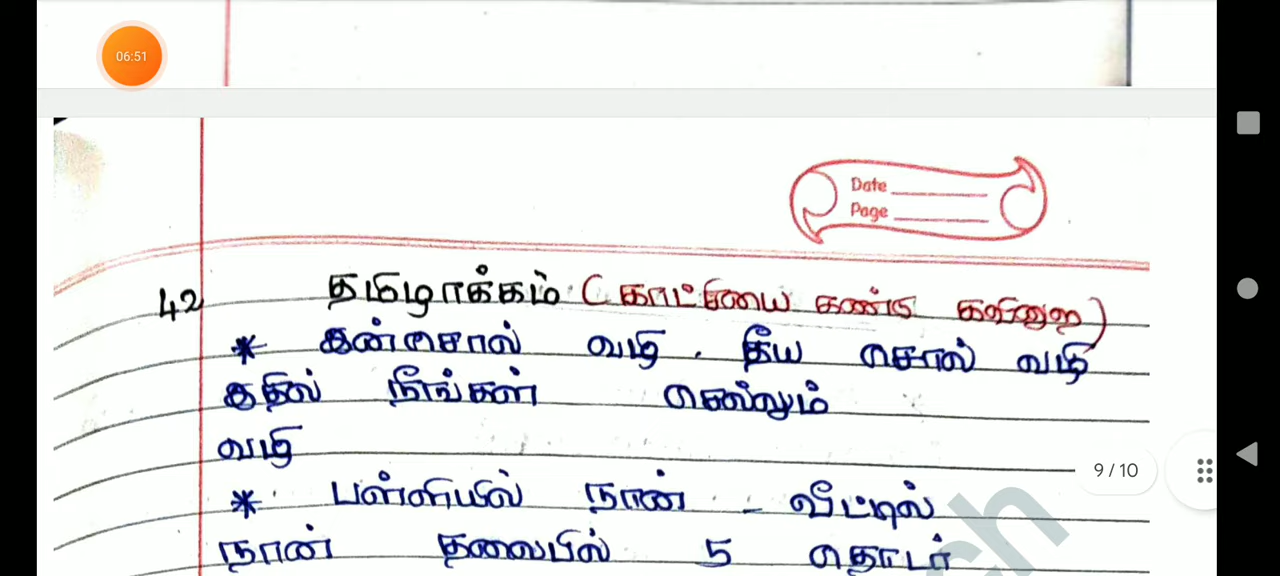 06:51
Date
Page
42 தமிழாக்கம் (காட்சியை கண்டு கவினுறு)
* இன்சொல் வழி . தீய சொல் வழி
இதில் நீங்கள் செல்லும்
வழி
9 / 10
* பள்ளியில் நான் - வீட்டில்
நான் தலைபில் 5 தொடர்
ch